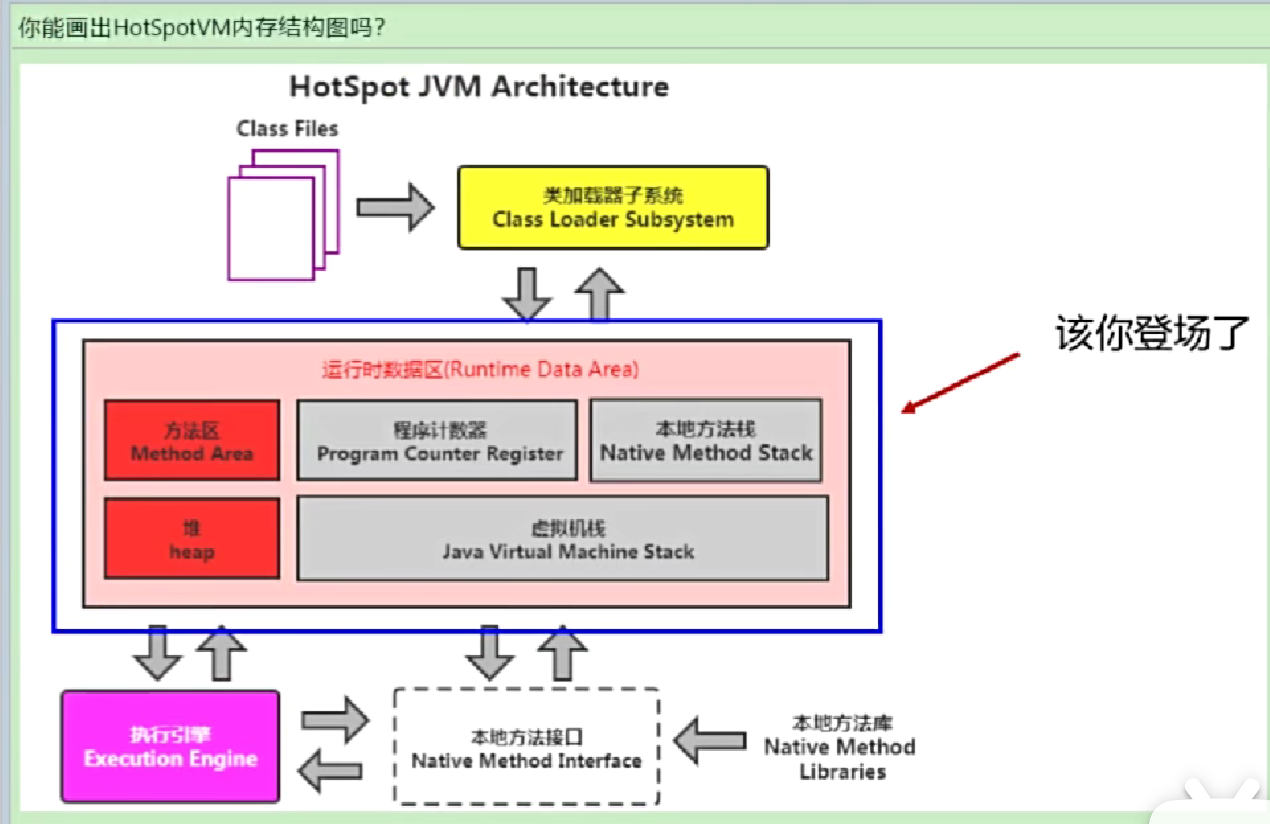 你能画出HotSpotVM内存结构图吗?
HotSpot JVM Architecture
Class Files
类加载器子系统
Class Loader Subsystem
该你登场了
运行时数据区(Runtime Data Area)
方法区
Method Area
程序计数器
Program Counter Register
本地方法栈
Native Method Stack
堆
heap
虚拟机栈
Java Virtual Machine Stack
执行引擎
Execution Engine
本地方法接口
Native Method Interface
本地方法库
Native Method
Libraries